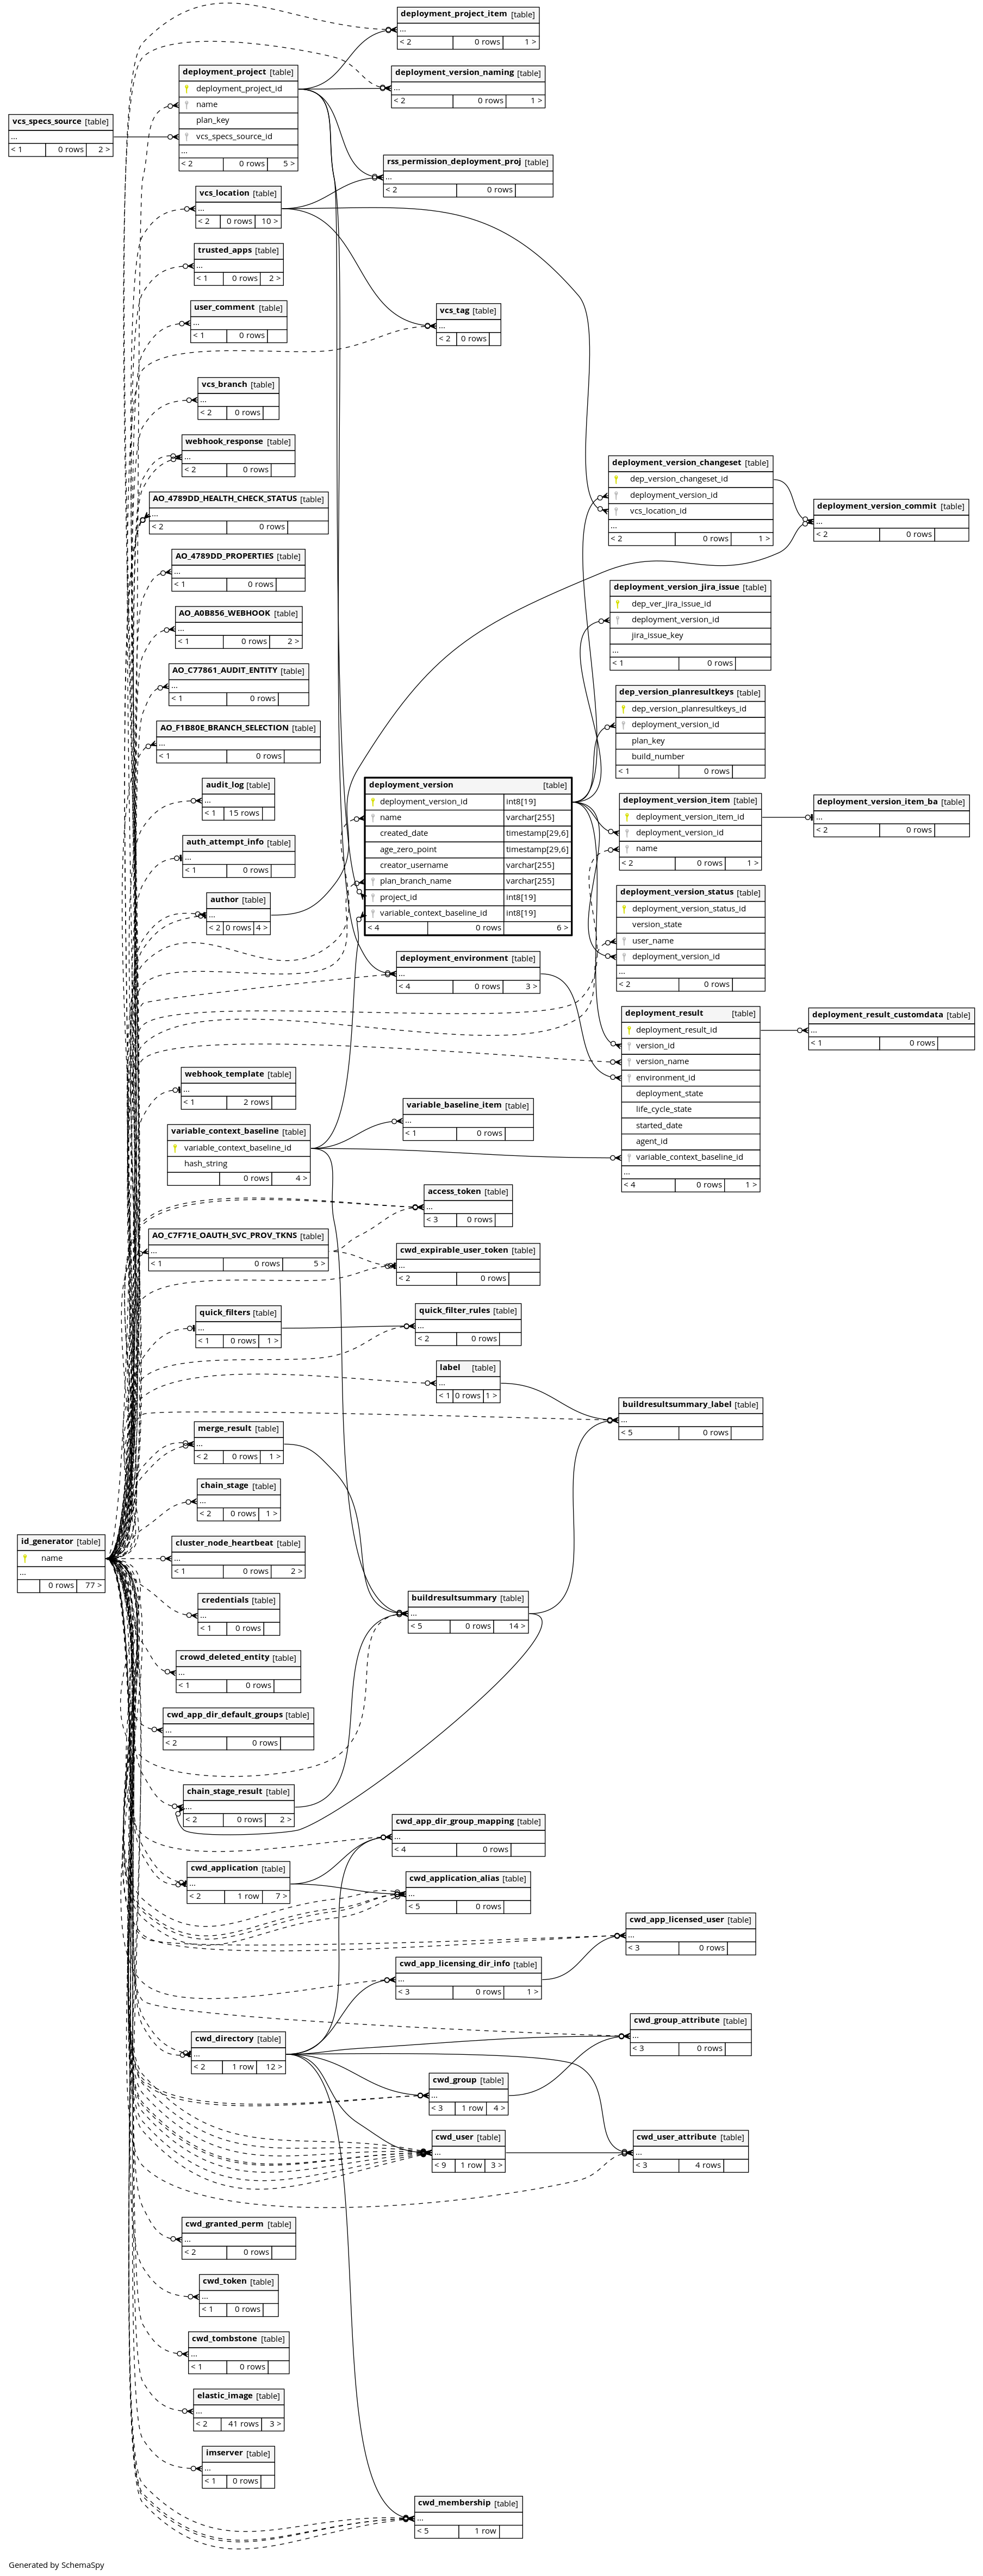 deployment_project_item [table]
...
< 2 0 rows 1 >
deployment_version_naming [table]
...
< 2 0 rows 1 >
deployment_project [table]
deployment_project_id
name
plan_key
vcs_specs_source_id
...
< 2 0 rows 5 >
vcs_specs_source [table]
...
< 1 0 rows 2 >
rss_permission_deployment_proj [table]
...
< 2 0 rows
vcs_location [table]
...
< 2 0 rows 10 >
trusted_apps [table]
...
< 1 0 rows 2 >
user_comment [table]
...
< 1 0 rows
vcs_tag [table]
...
< 2 0 rows
vcs_branch [table]
...
< 2 0 rows
webhook_response [table]
...
< 2 0 rows
AO_4789DD_HEALTH_CHECK_STATUS [table]
...
< 2 0 rows
deployment_version_changeset [table]
dep_version_changeset_id
deployment_version_id
vcs_location_id
...
< 2 0 rows 1 >
deployment_version_commit [table]
...
< 2 0 rows
AO_4789DD_PROPERTIES [table]
...
< 1 0 rows
AO_A0B856_WEBHOOK [table]
...
< 1 0 rows 2 >
deployment_version_jira_issue [table]
dep_ver_jira_issue_id
deployment_version_id
jira_issue_key
...
< 1 0 rows
AO_C77861_AUDIT_ENTITY [table]
...
< 1 0 rows
AO_F1B80E_BRANCH_SELECTION [table]
...
< 1 0 rows
dep_version_planresultkeys [table]
dep_version_planresultkeys_id
deployment_version_id
plan_key
build_number
< 1 0 rows
audit_log [table]
...
< 1 15 rows
auth_attempt_info [table]
...
< 1 0 rows
author [table]
...
< 2 0 rows 4 >
deployment_version [table]
deployment_version_id int8[19]
name varchar[255]
created_date timestamp[29,6]
age_zero_point timestamp[29,6]
creator_username varchar[255]
plan_branch_name varchar[255]
project_id int8[19]
variable_context_baseline_id int8[19]
< 4 0 rows 6 >
deployment_version_item [table]
deployment_version_item_id
deployment_version_id
name
< 2 0 rows 1 >
deployment_version_item_ba [table]
...
< 2 0 rows
deployment_version_status [table]
deployment_version_status_id
version_state
user_name
deployment_version_id
...
< 2 0 rows
deployment_environment [table]
...
< 4 0 rows 3 >
deployment_result [table]
deployment_result_id
version_id
version_name
environment_id
deployment_state
life_cycle_state
started_date
agent_id
variable_context_baseline_id
...
< 4 0 rows 1 >
deployment_result_customdata [table]
...
< 1 0 rows
webhook_template [table]
...
< 1 2 rows
variable_baseline_item [table]
...
< 1 0 rows
variable_context_baseline [table]
variable_context_baseline_id
hash_string
0 rows 4 >
access_token [table]
...
< 3 0 rows
AO_C7F71E_OAUTH_SVC_PROV_TKNS [table]
...
< 1 0 rows 5 >
cwd_expirable_user_token [table]
...
< 2 0 rows
quick_filters [table]
...
< 1 0 rows 1 >
quick_filter_rules [table]
...
< 2 0 rows
label [table]
...
< 1 0 rows 1 >
buildresultsummary_label [table]
...
< 5 0 rows
merge_result [table]
...
< 2 0 rows 1 >
chain_stage [table]
...
< 2 0 rows 1 >
id_generator [table]
name
...
0 rows 77 >
cluster_node_heartbeat [table]
...
< 1 0 rows 2 >
credentials [table]
...
< 1 0 rows
buildresultsummary [table]
...
< 5 0 rows 14 >
crowd_deleted_entity [table]
...
< 1 0 rows
cwd_app_dir_default_groups [table]
...
< 2 0 rows
chain_stage_result [table]
...
< 2 0 rows 2 >
cwd_app_dir_group_mapping [table]
...
< 4 0 rows
cwd_application [table]
...
< 2 1 row 7 >
cwd_application_alias [table]
...
< 5 0 rows
cwd_app_licensed_user [table]
...
< 3 0 rows
cwd_app_licensing_dir_info [table]
...
< 3 0 rows 1 >
cwd_group_attribute [table]
...
< 3 0 rows
cwd_directory [table]
...
< 2 1 row 12 >
cwd_group [table]
...
< 3 1 row 4 >
cwd_user [table]
...
< 9 1 row 3 >
cwd_user_attribute [table]
...
< 3 4 rows
cwd_granted_perm [table]
...
< 2 0 rows
cwd_token [table]
...
< 1 0 rows
cwd_tombstone [table]
...
< 1 0 rows
elastic_image [table]
...
< 2 41 rows 3 >
imserver [table]
...
< 1 0 rows
cwd_membership [table]
...
< 5 1 row
Generated by SchemaSpy